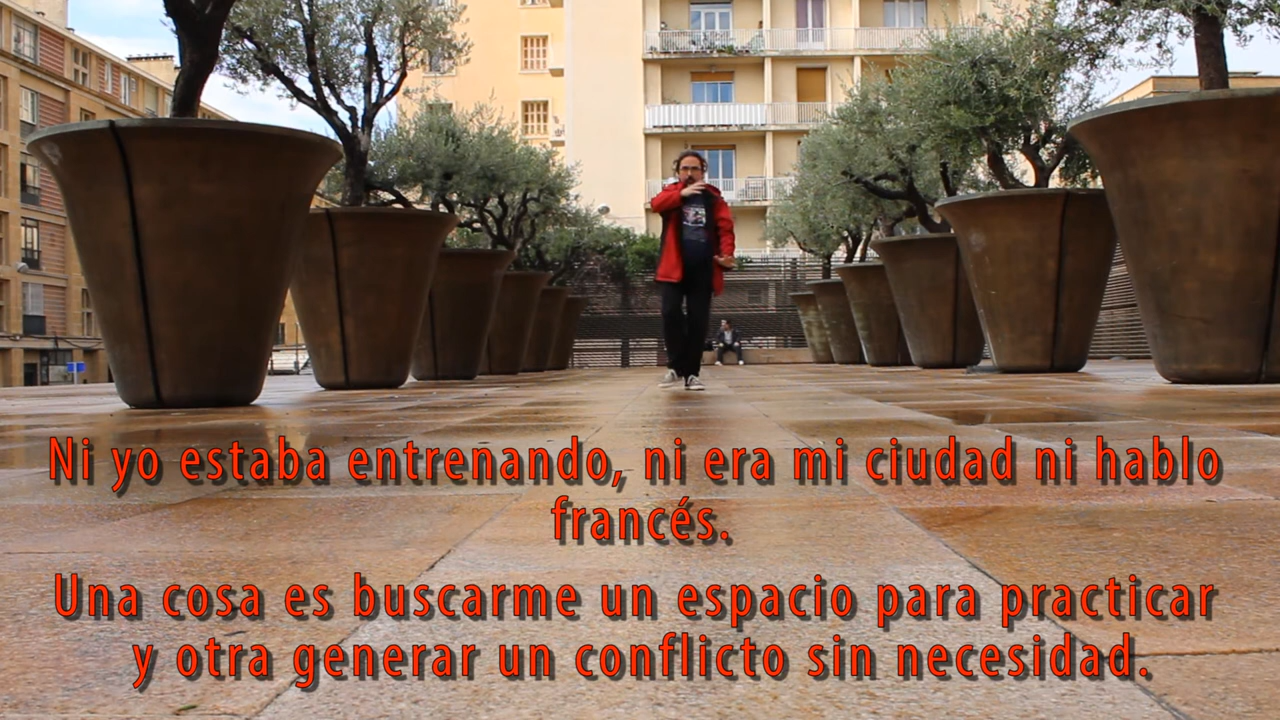 Ni yo estaba entrenando, ni era mi ciudad ni hablo
francés.
Una cosa es buscarme un espacio para practicar
y otra generar un conflicto sin necesidad.